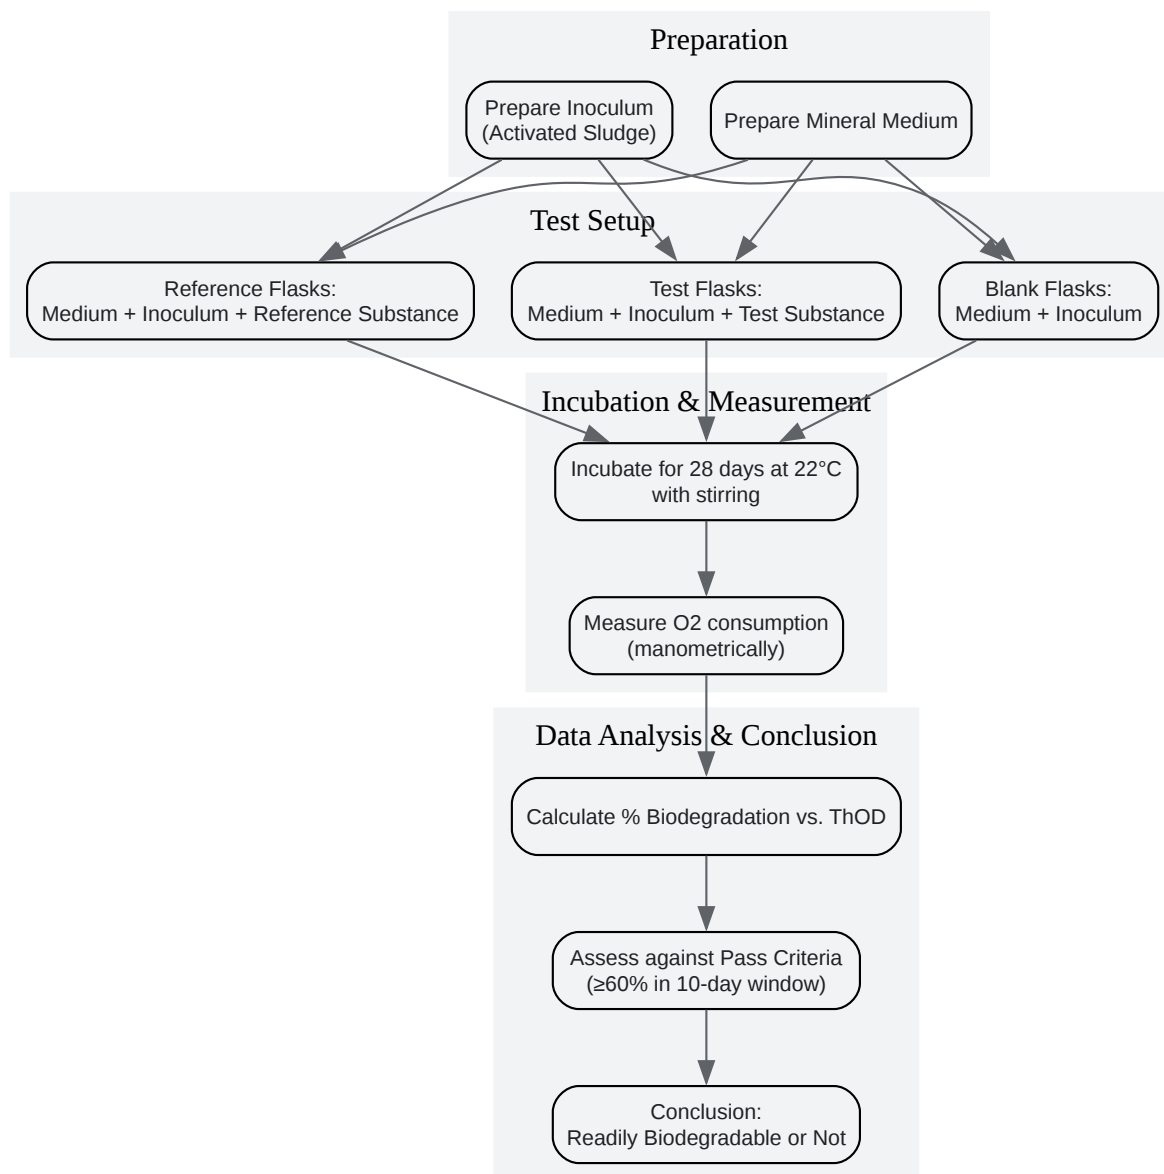 Preparation
Prepare Inoculum
(Activated Sludge)
Prepare Mineral Medium
Test Setup
Reference Flasks:
Medium + Inoculum + Reference Substance
Test Flasks:
Medium + Inoculum + Test Substance
Blank Flasks:
Medium + Inoculum
Incubation & Measurement
Incubate for 28 days at 22°C
with stirring
Measure O2 consumption
(manometrically)
Data Analysis & Conclusion
Calculate % Biodegradation vs. ThOD
Assess against Pass Criteria
(≥60% in 10-day window)
Conclusion:
Readily Biodegradable or Not